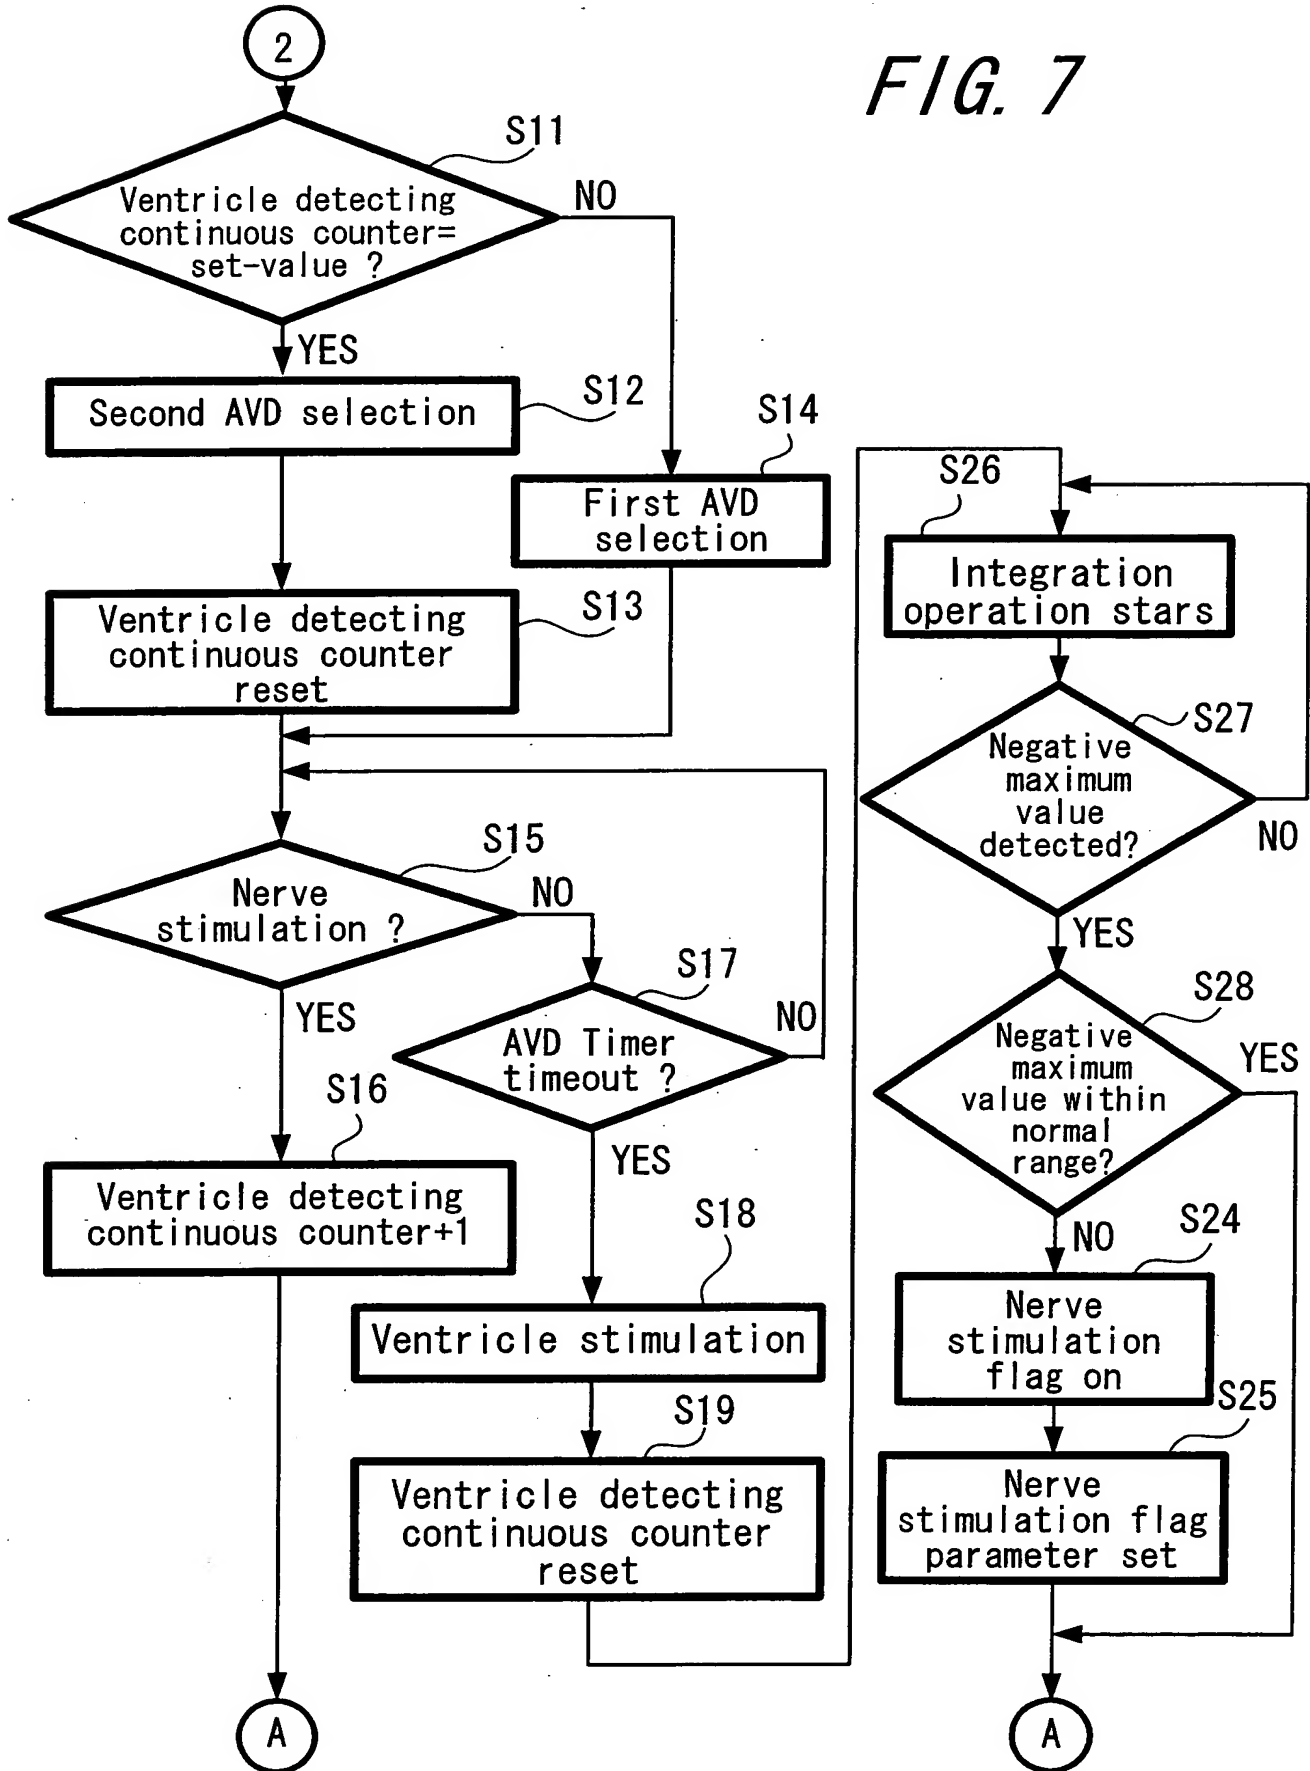 2
FIG. 7
S11
Ventricle detecting
continuous counter=
set-value ?
NO
YES
Second AVD selection
S12
S14
First AVD
selection
Ventricle detecting
continuous counter
reset
S13
S15
Nerve
stimulation ?
NO
YES
S17
AVD Timer
timeout ?
NO
YES
S16
Ventricle detecting
continuous counter+1
S18
Ventricle stimulation
S19
Ventricle detecting
continuous counter
reset
A
S26
Integration
operation stars
S27
Negative
maximum
value
detected?
NO
YES
S28
Negative
maximum
value within
normal
range?
YES
NO
S24
Nerve
stimulation
flag on
S25
Nerve
stimulation flag
parameter set
A